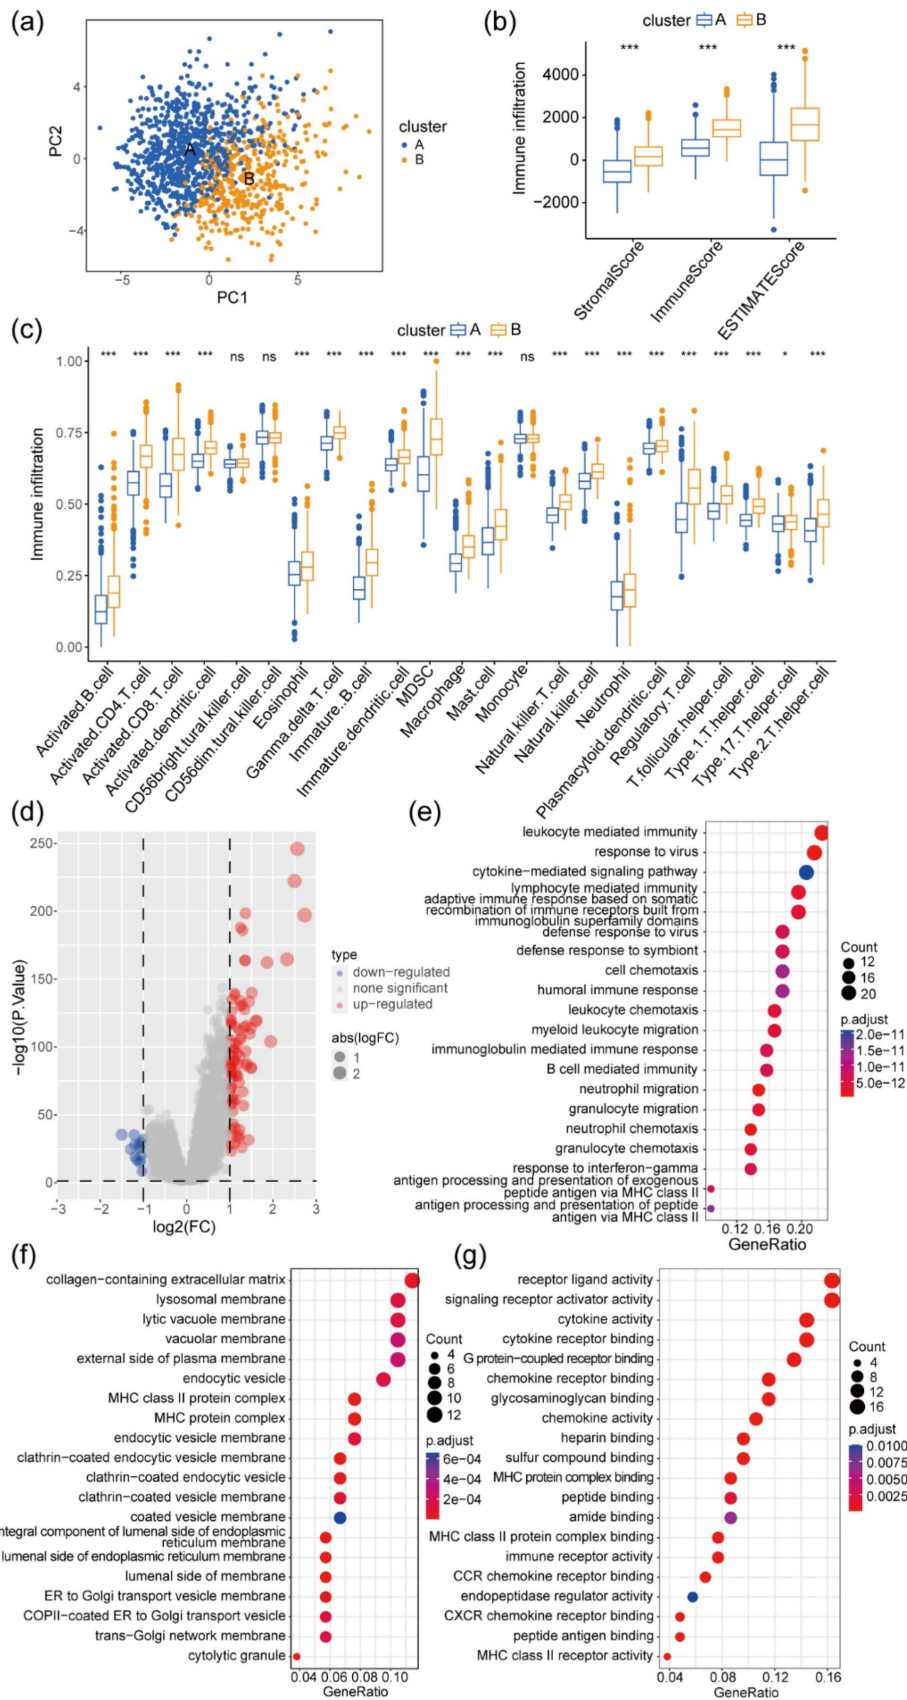 (a)
PC2
4
0
−4
A
B
−5
0
5
PC1
cluster
A
B
(b)
cluster A B
*** *** ***
Immune infiltration
4000
2000
0
−2000
StromalScore
ImmuneScore
ESTIMATEScore
(c)
cluster A B
*** *** *** *** ns ns *** *** *** *** *** *** *** ns *** *** *** *** *** *** *** * ***
Immune infiltration
1.00
0.75
0.50
0.25
0.00
Activated.B.cell
Activated.CD4.T.cell
Activated.CD8.T.cell
Activated.dendritic.cell
CD56bright.tural.killer.cell
CD56dim.tural.killer.cell
Eosinophil
Gamma.delta.T.cell
Immature.B.cell
Immature.dendritic.cell
MDSC
Macrophage
Mast.cell
Monocyte
Natural.killer.T.cell
Natural.killer.cell
Neutrophil
Plasmacytoid.dendritic.cell
Regulatory.T.cell
T.follicular.helper.cell
Type.1.T.helper.cell
Type.17.T.helper.cell
Type.2.T.helper.cell
(d)
−log10(P.Value)
250
200
150
100
50
0
−3 −2 −1 0 1 2 3
log2(FC)
type
down−regulated
none significant
up−regulated
abs(logFC)
1
2
(e)
leukocyte mediated immunity
response to virus
cytokine−mediated signaling pathway
lymphocyte mediated immunity
adaptive immune response based on somatic
recombination of immune receptors built from
immunoglobulin superfamily domains
defense response to virus
defense response to symbiont
cell chemotaxis
humoral immune response
leukocyte chemotaxis
myeloid leukocyte migration
immunoglobulin mediated immune response
B cell mediated immunity
neutrophil migration
granulocyte migration
neutrophil chemotaxis
granulocyte chemotaxis
response to interferon−gamma
antigen processing and presentation of exogenous
peptide antigen via MHC class II
antigen processing and presentation of peptide
antigen via MHC class II
0.12 0.16 0.20
GeneRatio
Count
12
16
20
p.adjust
2.0e−11
1.5e−11
1.0e−11
5.0e−12
(f)
collagen−containing extracellular matrix
lysosomal membrane
lytic vacuole membrane
vacuolar membrane
external side of plasma membrane
endocytic vesicle
MHC class II protein complex
MHC protein complex
endocytic vesicle membrane
clathrin−coated endocytic vesicle membrane
clathrin−coated endocytic vesicle
clathrin−coated vesicle membrane
coated vesicle membrane
ntegral component of lumenal side of endoplasmic
reticulum membrane
lumenal side of endoplasmic reticulum membrane
lumenal side of membrane
ER to Golgi transport vesicle membrane
COPII−coated ER to Golgi transport vesicle
trans−Golgi network membrane
cytolytic granule
0.04 0.06 0.08 0.10
GeneRatio
Count
4
6
8
10
12
p.adjust
6e−04
4e−04
2e−04
(g)
receptor ligand activity
signaling receptor activator activity
cytokine activity
cytokine receptor binding
G protein−coupled receptor binding
chemokine receptor binding
glycosaminoglycan binding
chemokine activity
heparin binding
sulfur compound binding
MHC protein complex binding
peptide binding
amide binding
MHC class II protein complex binding
immune receptor activity
CCR chemokine receptor binding
endopeptidase regulator activity
CXCR chemokine receptor binding
peptide antigen binding
MHC class II receptor activity
0.04 0.08 0.12 0.16
GeneRatio
Count
4
8
12
16
p.adjust
0.0100
0.0075
0.0050
0.0025